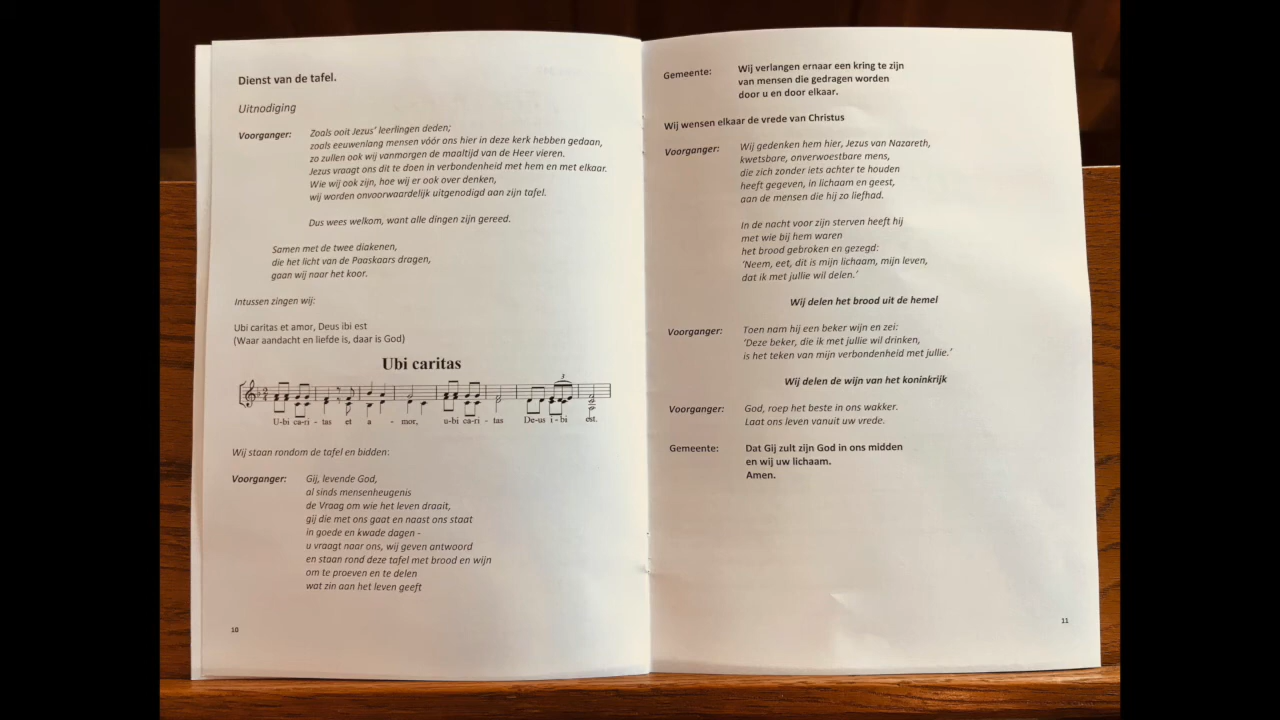 Dienst van de tafel.
Uitnodiging
Voorganger: Zoals ooit Jezus' leerlingen deden;
zoals eeuwenlang mensen vóór ons hier in deze kerk hebben gedaan,
zo zullen ook wij vanmorgen de maaltijd van de Heer vieren.
Jezus vraagt ons dit te doen in verbondenheid met hem en met elkaar.
Wie wij ook zijn, hoe wij er ook over denken,
wij worden onvoorwaardelijk uitgenodigd aan zijn tafel.
Dus wees welkom, want alle dingen zijn gereed.
Samen met de twee diakenen,
die het licht van de Paaskaars dragen,
gaan wij naar het koor.
Intussen zingen wij:
Ubi caritas et amor, Deus ibi est
(Waar aandacht en liefde is, daar is God)
Ubi caritas
3
U-bi ca-ri - tas et a - mor, u-bi ca-ri - tas De-us i-bi est.
Wij staan rondom de tafel en bidden:
Voorganger: Gij, levende God,
al sinds mensenheugenis
de Vraag om wie het leven draait,
gij die met ons gaat en naast ons staat
in goede en kwade dagen -
u vraagt naar ons, wij geven antwoord
en staan rond deze tafel met brood en wijn
om te proeven en te delen
wat zin aan het leven geeft
10
Gemeente: Wij verlangen ernaar een kring te zijn
van mensen die gedragen worden
door u en door elkaar.
Wij wensen elkaar de vrede van Christus
Voorganger: Wij gedenken hem hier, Jezus van Nazareth,
kwetsbare, onverwoestbare mens,
die zich zonder iets achter te houden
heeft gegeven, in lichaam en geest,
aan de mensen die hij zo liefhad.
In de nacht voor zijn sterven heeft hij
met wie bij hem waren
het brood gebroken en gezegd:
'Neem, eet, dit is mijn lichaam, mijn leven,
dat ik met jullie wil delen.'
Wij delen het brood uit de hemel
Voorganger: Toen nam hij een beker wijn en zei:
'Deze beker, die ik met jullie wil drinken,
is het teken van mijn verbondenheid met jullie.'
Wij delen de wijn van het koninkrijk
Voorganger: God, roep het beste in ons wakker.
Laat ons leven vanuit uw vrede.
Gemeente: Dat Gij zult zijn God in ons midden
en wij uw lichaam.
Amen.
11